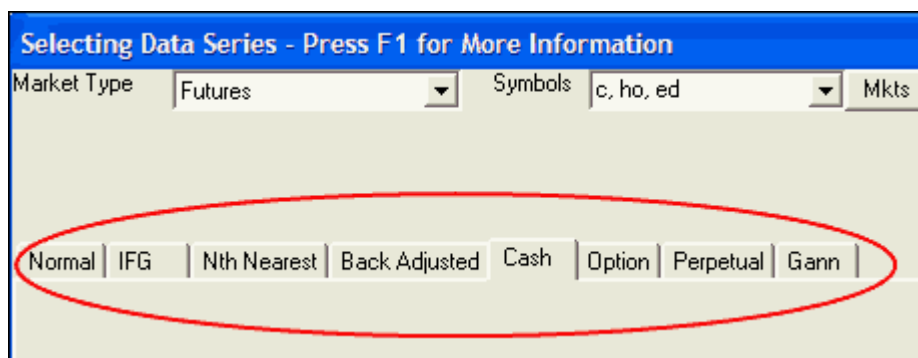 Selecting Data Series - Press F1 for More Information
Market Type Futures Symbols c, ho, ed Mkts
Normal IFG Nth Nearest Back Adjusted Cash Option Perpetual Gann